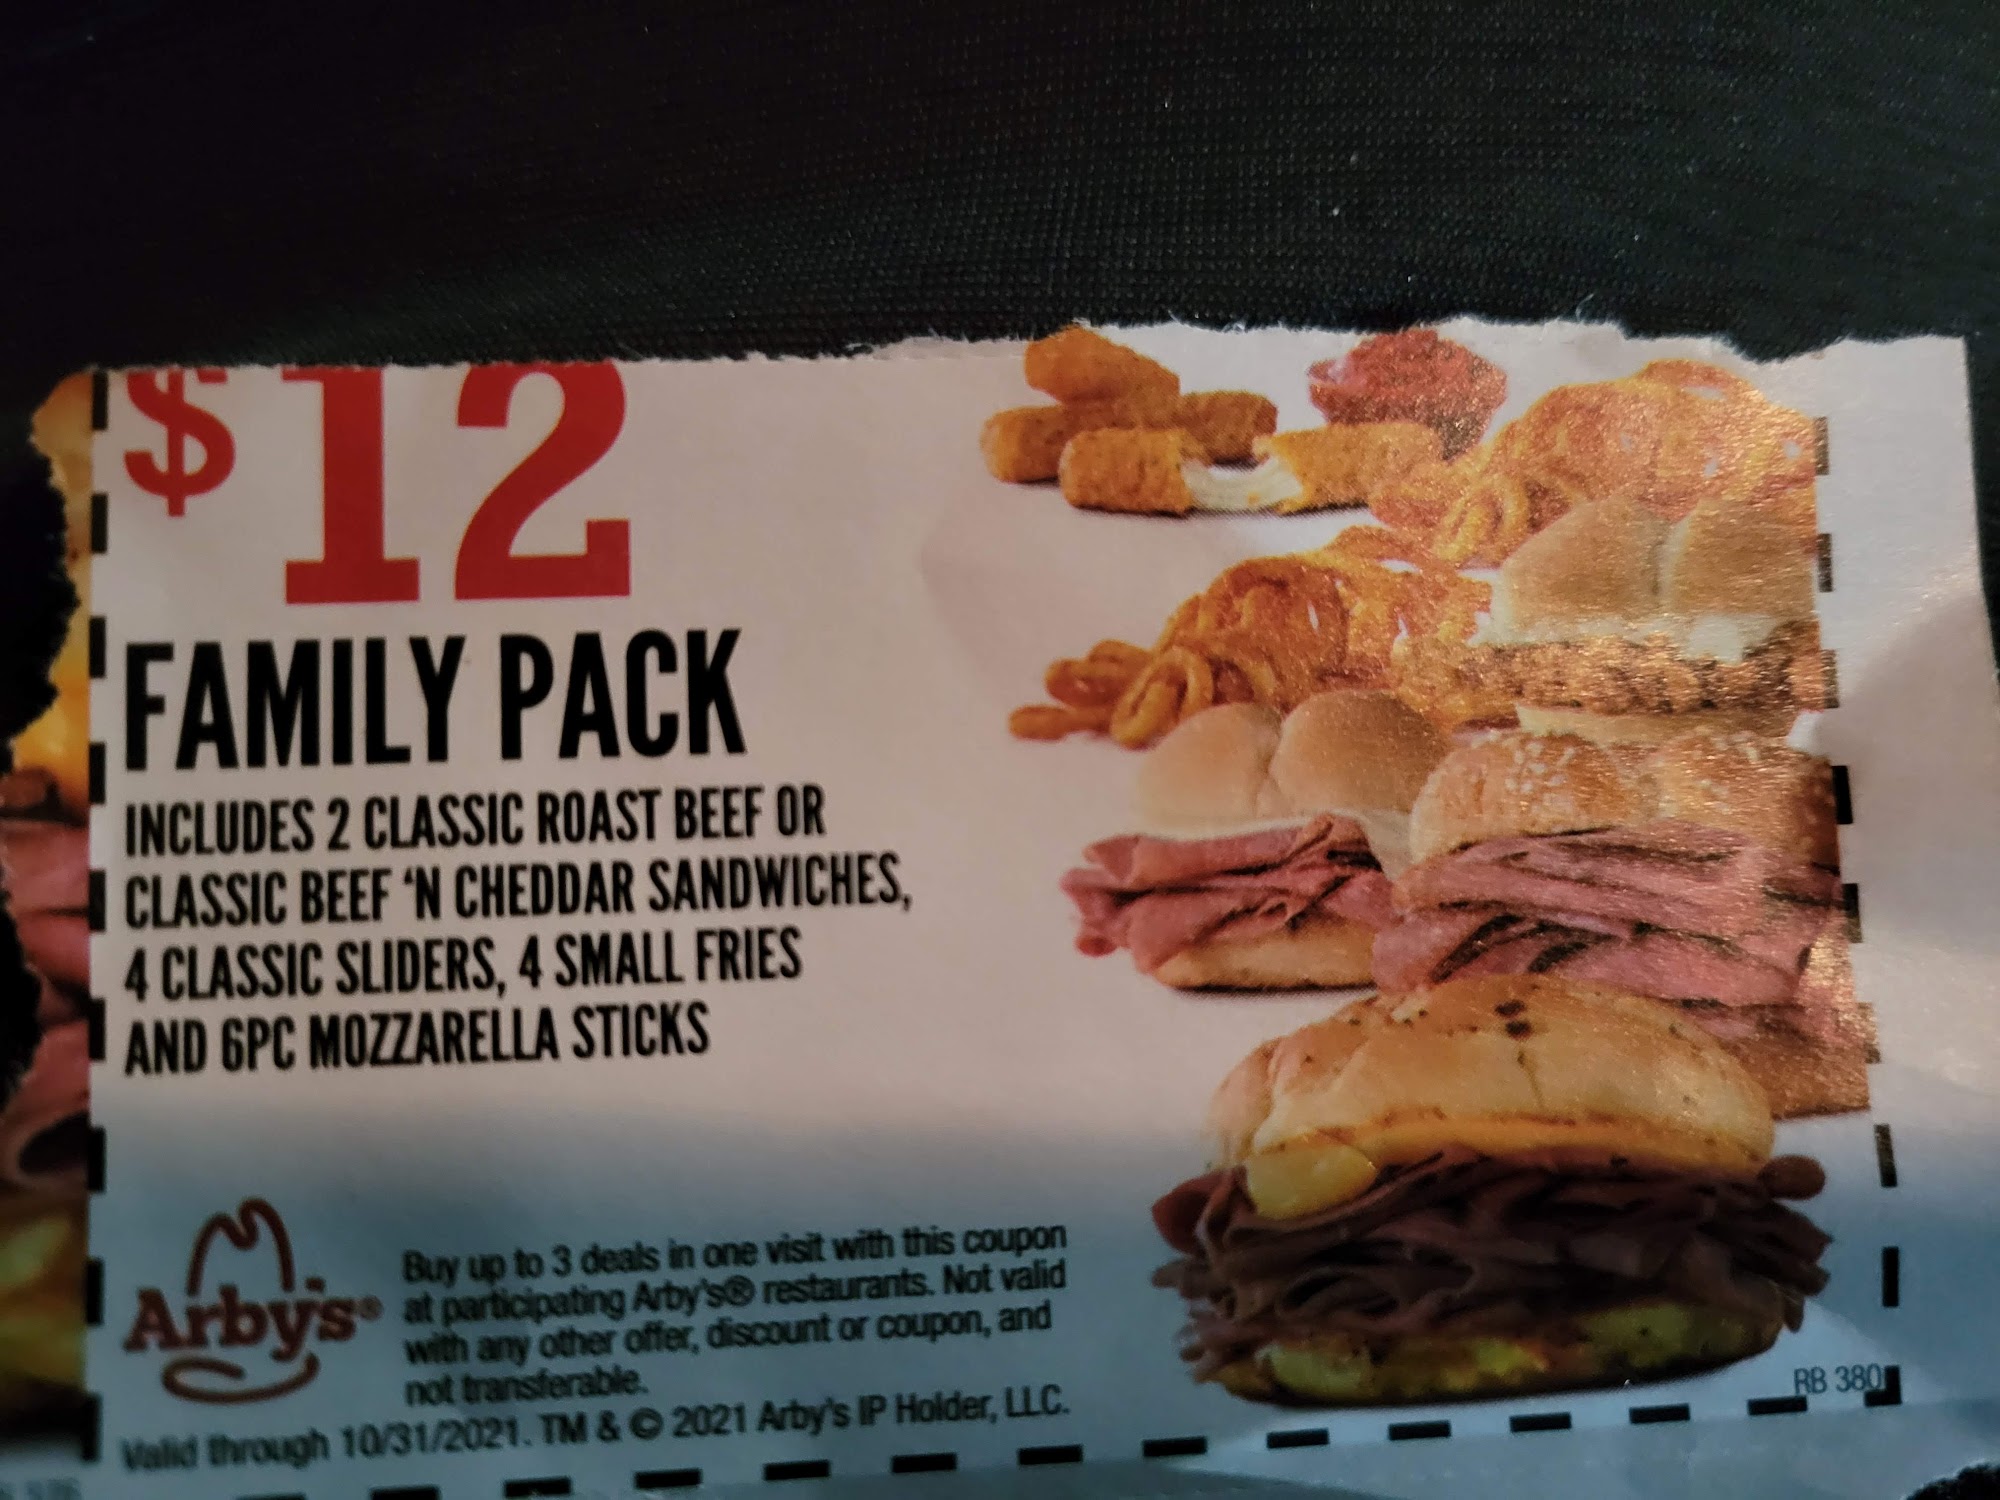 $12
FAMILY PACK
INCLUDES 2 CLASSIC ROAST BEEF OR
CLASSIC BEEF 'N CHEDDAR SANDWICHES,
4 CLASSIC SLIDERS, 4 SMALL FRIES
AND 6PC MOZZARELLA STICKS
Arby's®
Buy up to 3 deals in one visit with this coupon
at participating Arby's® restaurants. Not valid
with any other offer, discount or coupon, and
not transferable.
Valid through 10/31/2021. TM & © 2021 Arby's IP Holder, LLC.
RB 380